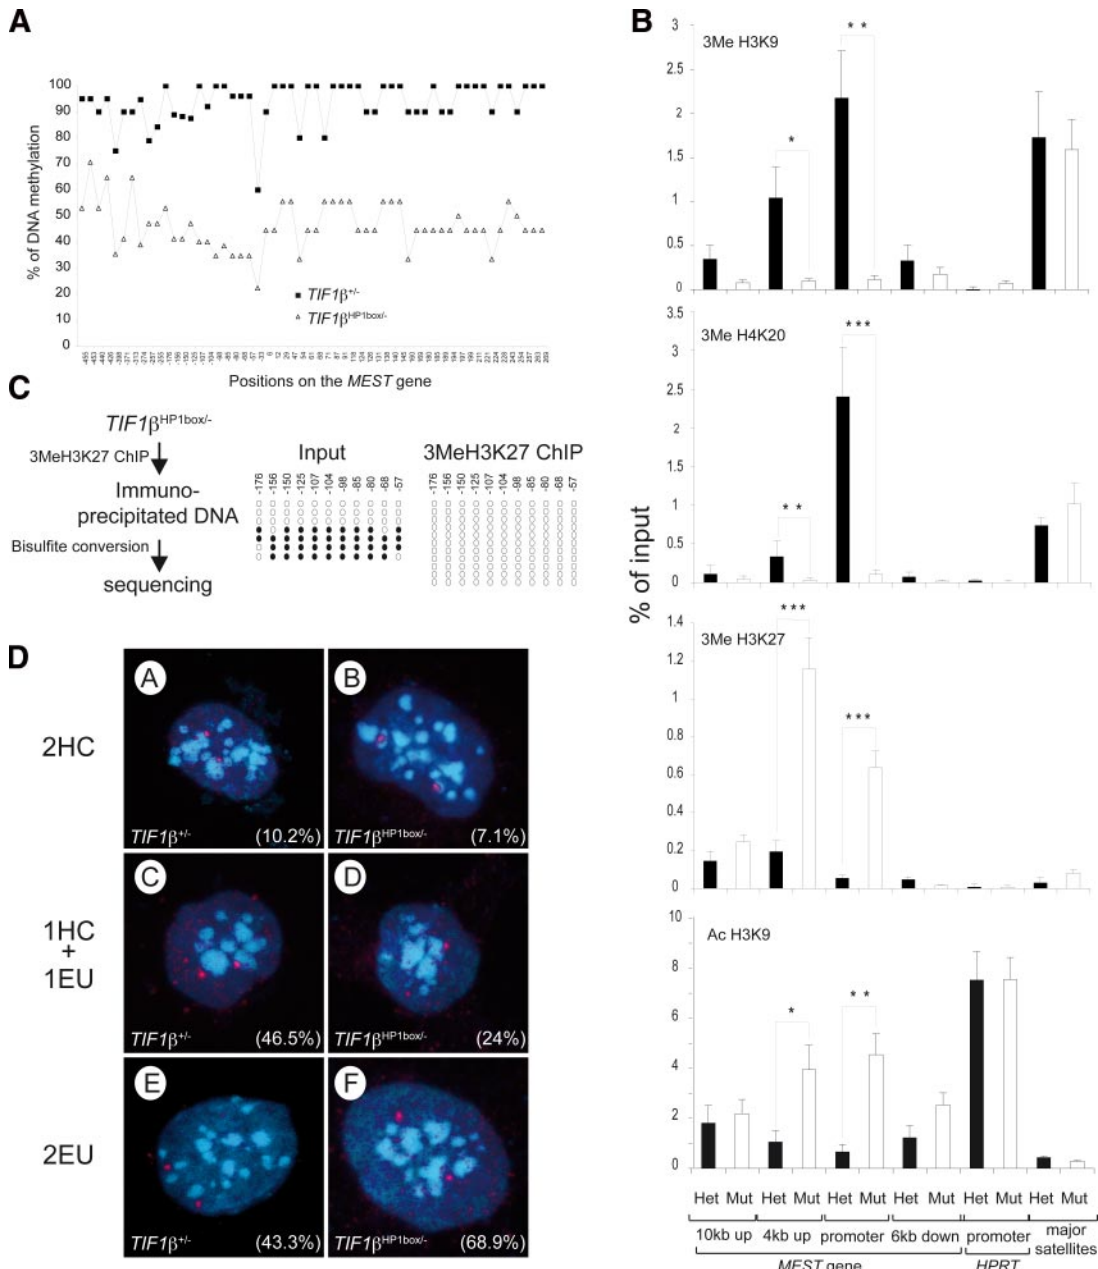 A
100
90
80
70
60
50
40
30
20
10
0
% of DNA methylation
■ TIF1β+/-
△ TIF1βHP1box/-
Positions on the MEST gene
B
3Me H3K9
3
2.5
2
1.5
1
0.5
0
* *
*
3Me H4K20
3.5
3
2.5
2
1.5
1
0.5
0
***
* *
3Me H3K27
1.4
1.2
1
0.8
0.6
0.4
0.2
0
***
***
Ac H3K9
10
8
6
4
2
0
*
* *
% of input
Het Mut Het Mut Het Mut Het Mut Het Mut Het Mut
10kb up 4kb up promoter 6kb down promoter major
satellites
MEST gene HPRT
C
TIF1βHP1box/-
3MeH3K27 ChIP
Immuno-
precipitated DNA
Bisulfite conversion
sequencing
Input
-176 -156 -150 -125 -107 -104 -98 -85 -80 -68 -57
3MeH3K27 ChIP
-176 -156 -150 -125 -107 -104 -98 -85 -80 -68 -57
D
2HC
A
TIF1β+/- (10.2%)
B
TIF1βHP1box/- (7.1%)
1HC
+
1EU
C
TIF1β+/- (46.5%)
D
TIF1βHP1box/- (24%)
2EU
E
TIF1β+/- (43.3%)
F
TIF1βHP1box/- (68.9%)